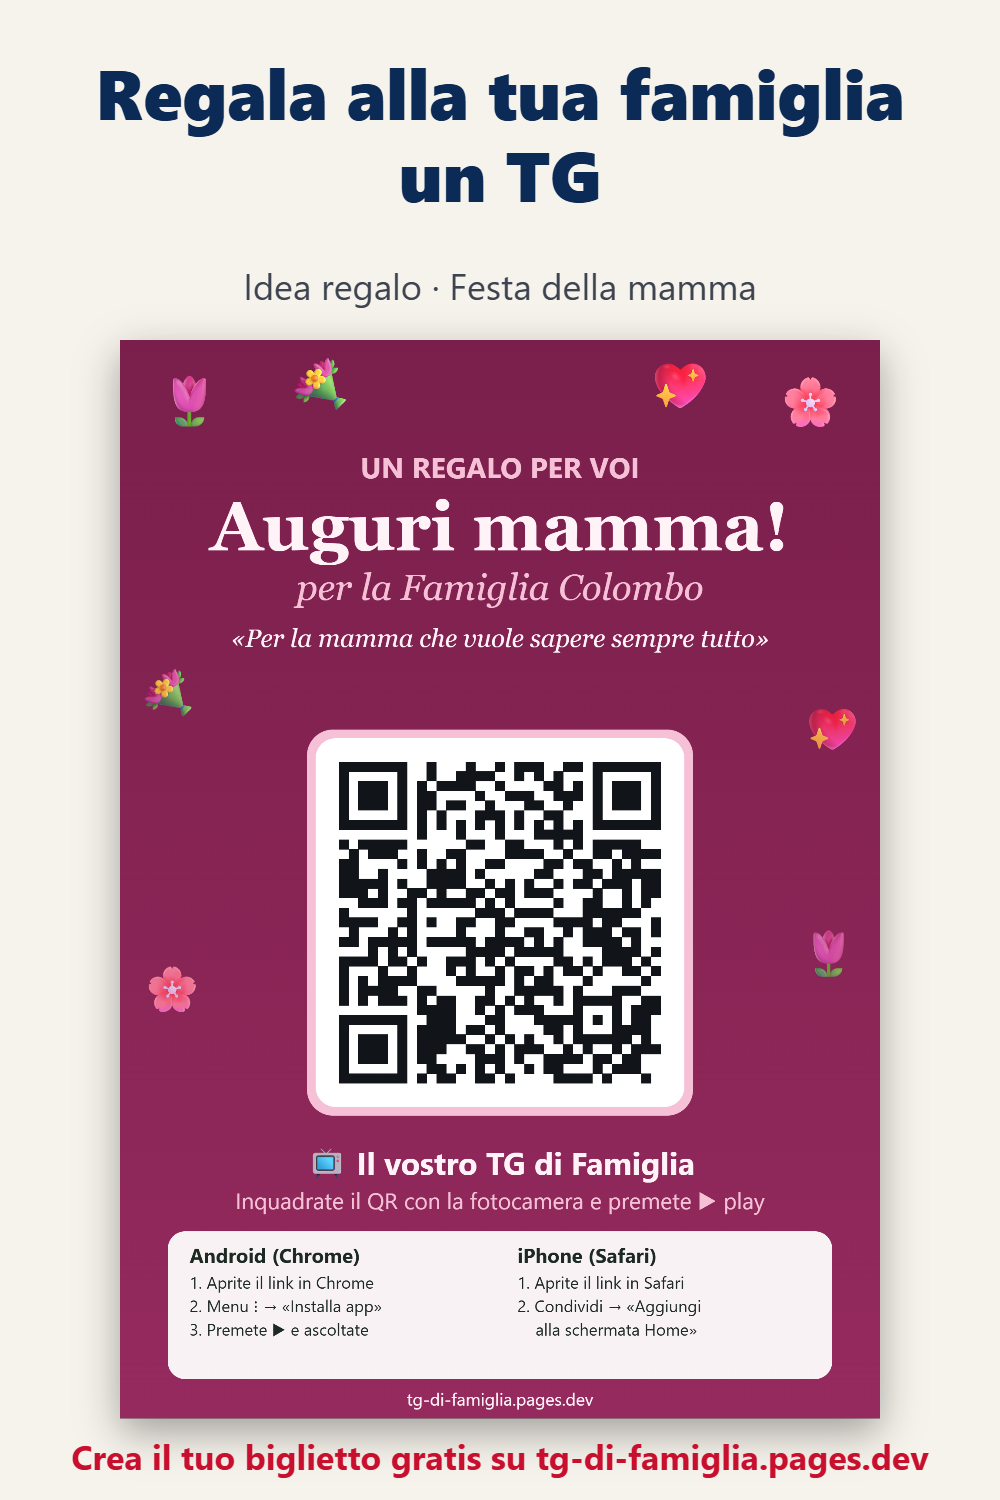 Regala alla tua famiglia
un TG
Idea regalo · Festa della mamma
UN REGALO PER VOI
Auguri mamma!
per la Famiglia Colombo
«Per la mamma che vuole sapere sempre tutto»
Il vostro TG di Famiglia
Inquadrate il QR con la fotocamera e premete ▶ play
Android (Chrome)
1. Aprite il link in Chrome
2. Menu ⋮ → «Installa app»
3. Premete ▶ e ascoltate
iPhone (Safari)
1. Aprite il link in Safari
2. Condividi → «Aggiungi
alla schermata Home»
tg-di-famiglia.pages.dev
Crea il tuo biglietto gratis su tg-di-famiglia.pages.dev